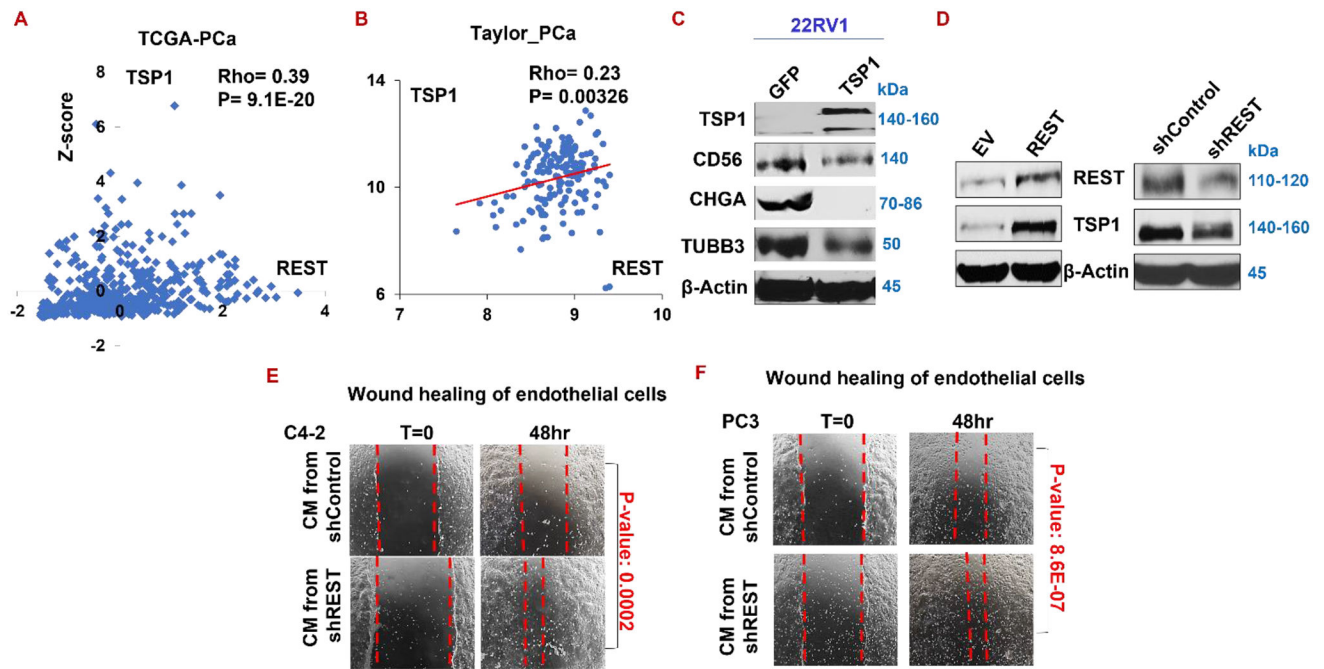 A
TCGA-PCa
TSP1
Rho= 0.39
P= 9.1E-20
Z-score
8
6
4
2
0
-2
-2
0
2
4
REST
B
Taylor_PCa
TSP1
Rho= 0.23
P= 0.00326
14
10
6
7
8
9
10
REST
C
22RV1
GFP
TSP1
kDa
TSP1
140-160
CD56
140
CHGA
70-86
TUBB3
50
β-Actin
45
D
EV
REST
shControl
shREST
kDa
REST
110-120
TSP1
140-160
β-Actin
45
E
Wound healing of endothelial cells
C4-2
T=0
48hr
CM from
shControl
CM from
shREST
P-value: 0.0002
F
Wound healing of endothelial cells
PC3
T=0
48hr
CM from
shControl
CM from
shREST
P-value: 8.6E-07